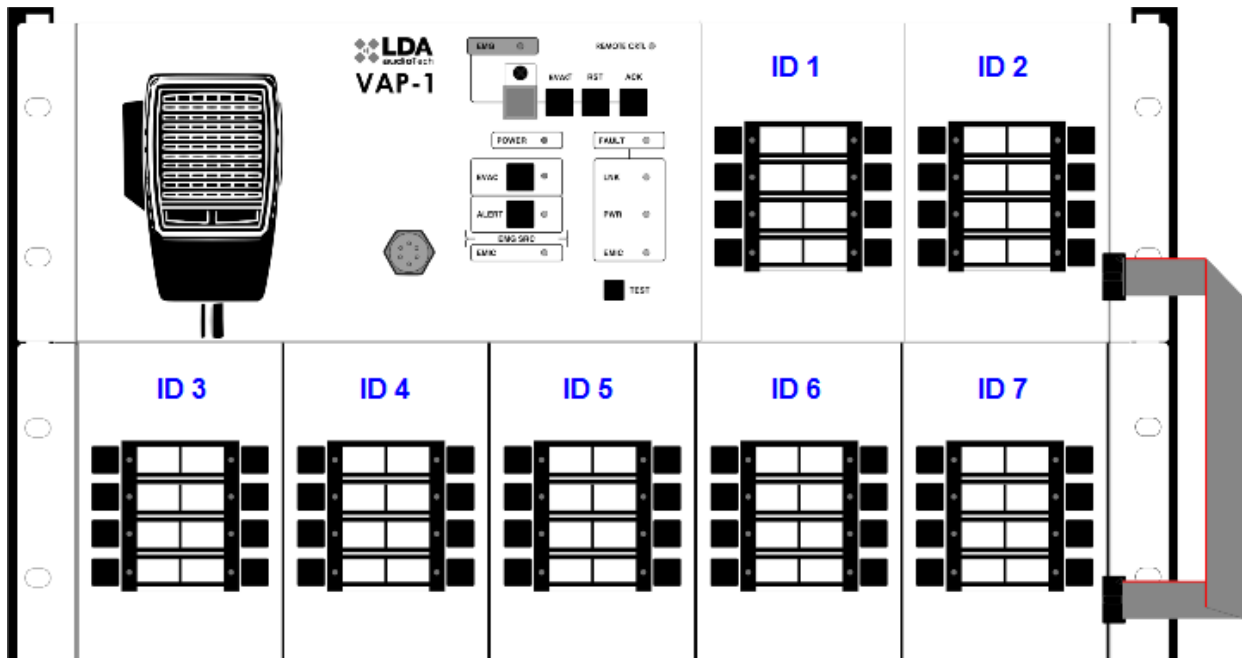 LDA
audioTech
VAP-1
EMG
REMOTE CRTL
EVAC
RST
ACK
POWER
FAULT
EVAC
LNK
ALERT
PWR
EMG SRC
EMIC
EMIC
TEST
ID 1
ID 2
ID 3
ID 4
ID 5
ID 6
ID 7